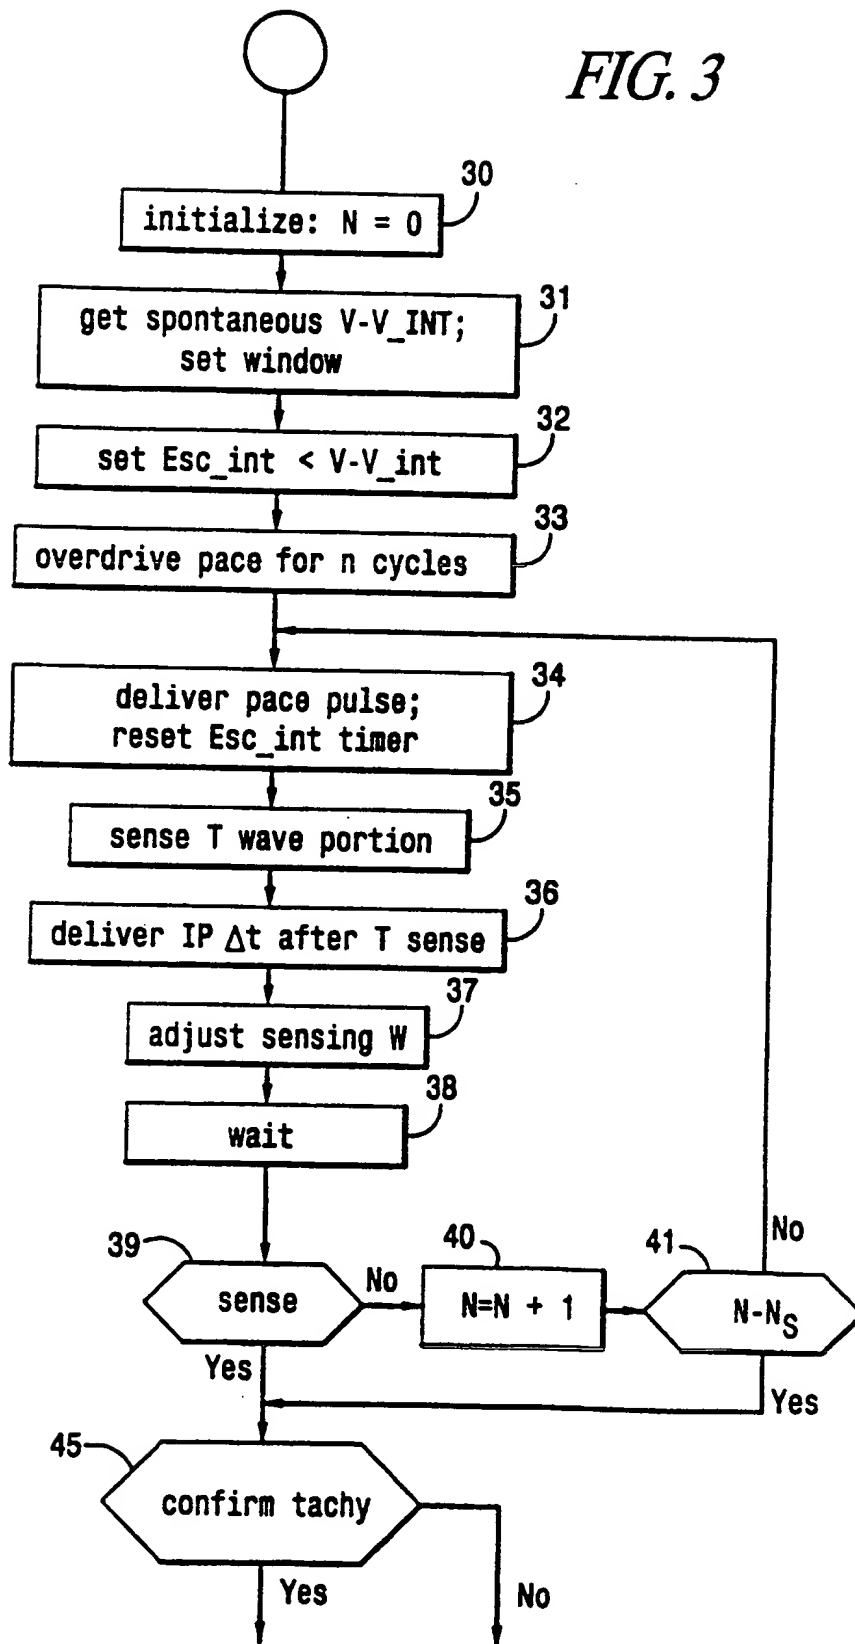 FIG. 3
30
initialize: N = 0
31
get spontaneous V-V_INT;
set window
32
set Esc_int < V-V_int
33
overdrive pace for n cycles
34
deliver pace pulse;
reset Esc_int timer
35
sense T wave portion
36
deliver IP Δt after T sense
37
adjust sensing W
38
wait
39
sense
No
40
N=N + 1
41
N-NS
No
Yes
Yes
45
confirm tachy
Yes
No